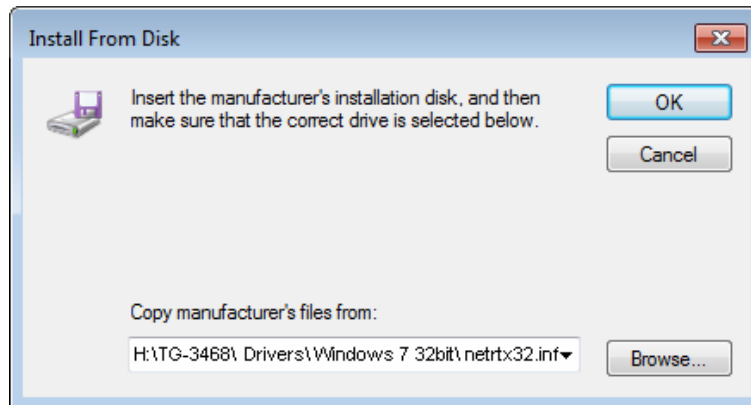 Install From Disk
Insert the manufacturer's installation disk, and then
make sure that the correct drive is selected below.
OK
Cancel
Copy manufacturer's files from:
H:\TG-3468\ Drivers\Windows 7 32bit\ netrtx32.inf
Browse...